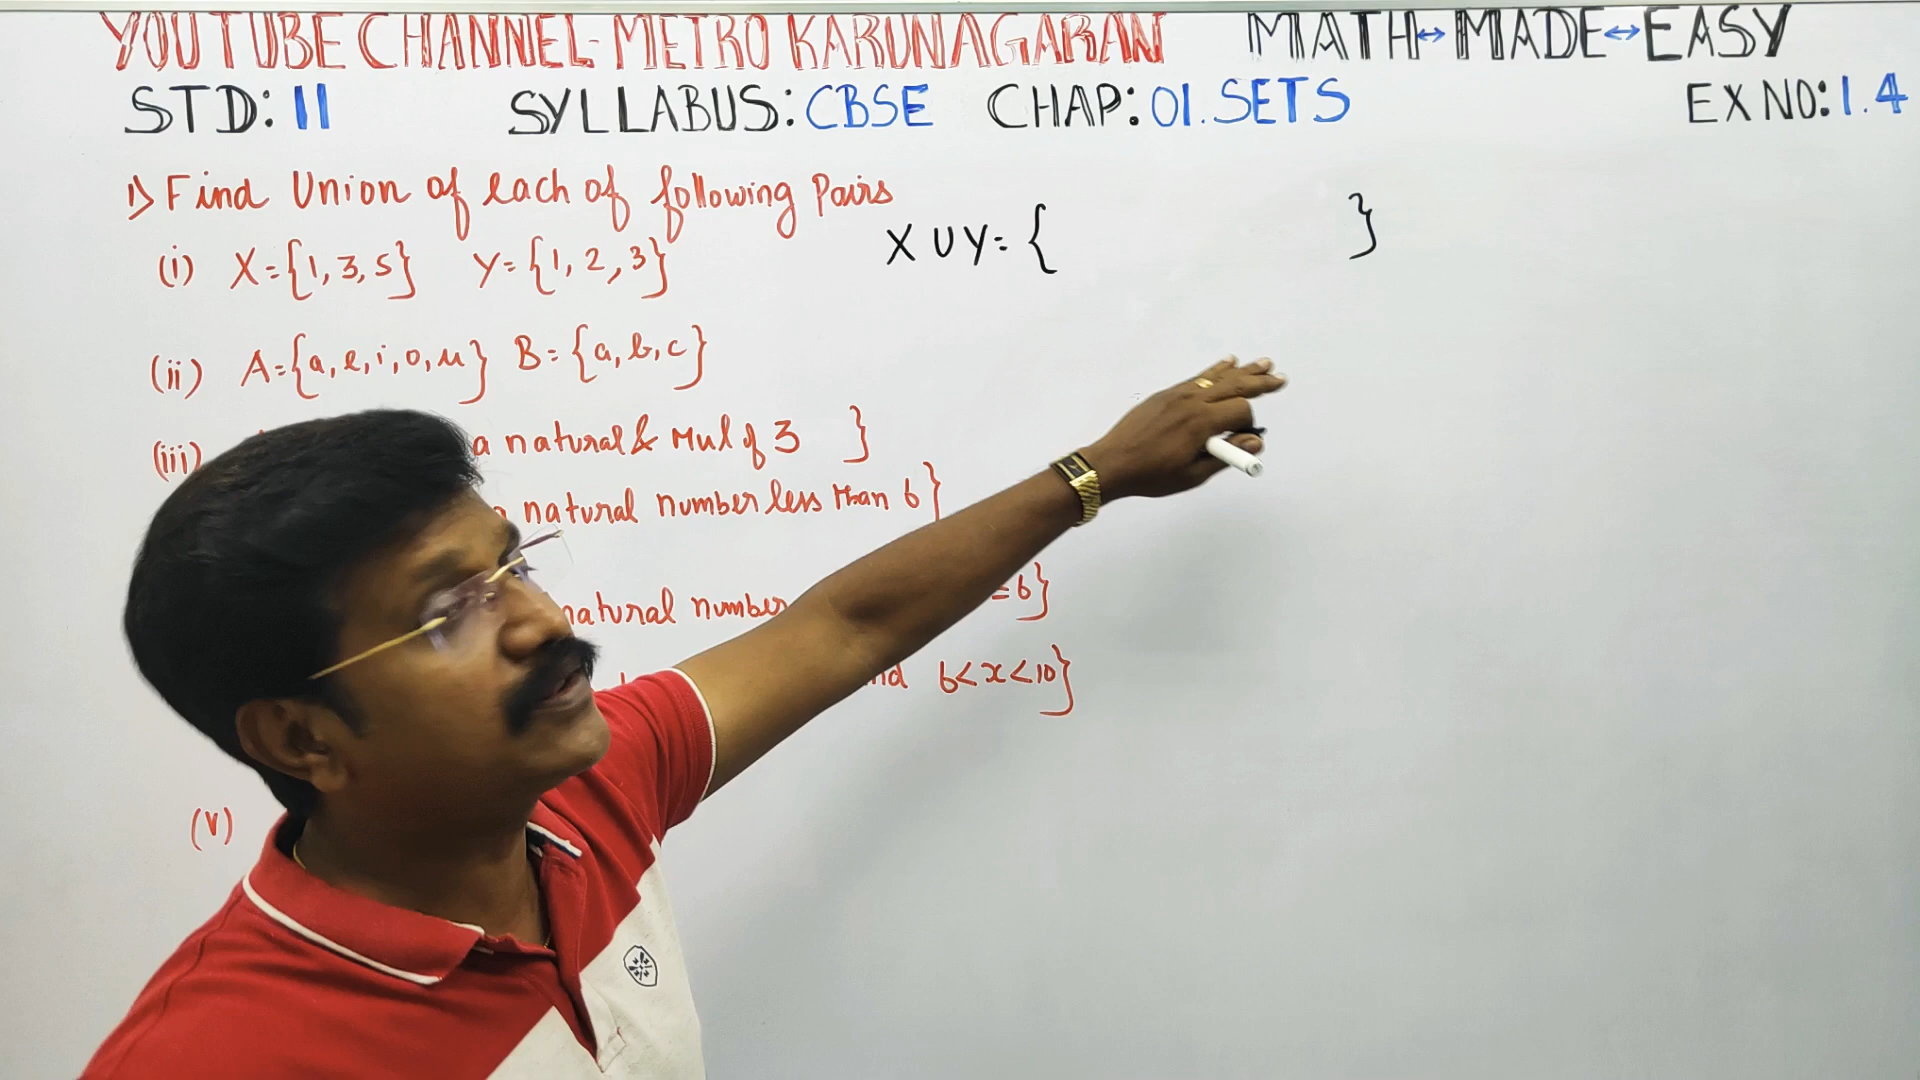 YOUTUBE CHANNEL-METRO KARUNAGARAN MATH↔MADE↔EASY
STD: 11 SYLLABUS: CBSE CHAP: 01. SETS EX NO: 1.4
1) Find Union of each of following Pairs
(i) X={1,3,5} Y={1,2,3}
X U Y= { }
(ii) A={a,e,i,o,u} B={a,b,c}
(iii) a natural & Mul of 3 }
natural number less than 6}
natural number =6}
6<x<10}
(V)